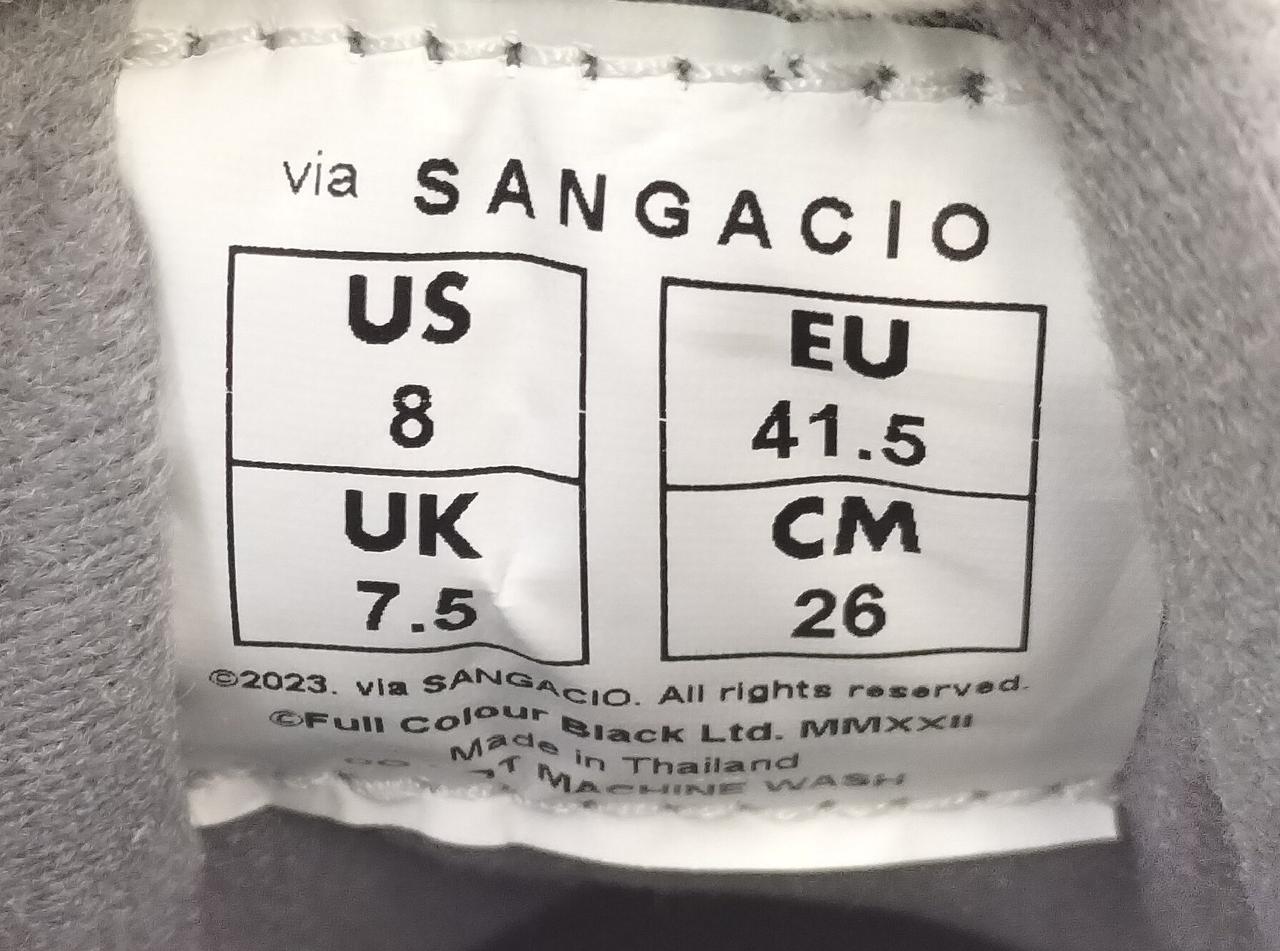 via SANGACIO
US
8
UK
7.5
EU
41.5
CM
26
©2023. via SANGACIO. All rights reserved.
©Full Colour Black Ltd. MMXXII
Made in Thailand
MACHINE WASH